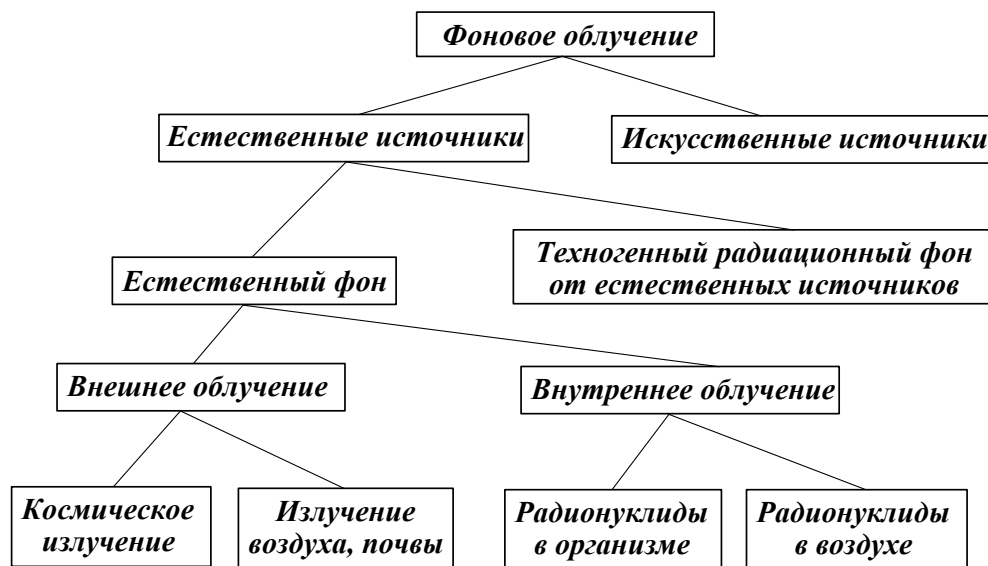 Фоновое облучение
Естественные источники
Искусственные источники
Естественный фон
Техногенный радиационный фон
от естественных источников
Внешнее облучение
Внутреннее облучение
Космическое
излучение
Излучение
воздуха, почвы
Радионуклиды
в организме
Радионуклиды
в воздухе